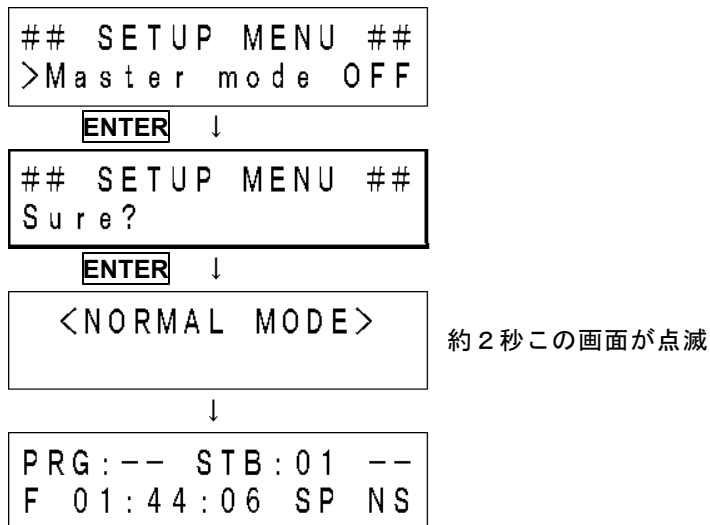 ## SETUP MENU ##
>Master mode OFF
ENTER ↓
## SETUP MENU ##
Sure?
ENTER ↓
<NORMAL MODE>
約２秒この画面が点滅
↓
PRG:-- STB:01 --
F 01:44:06 SP NS